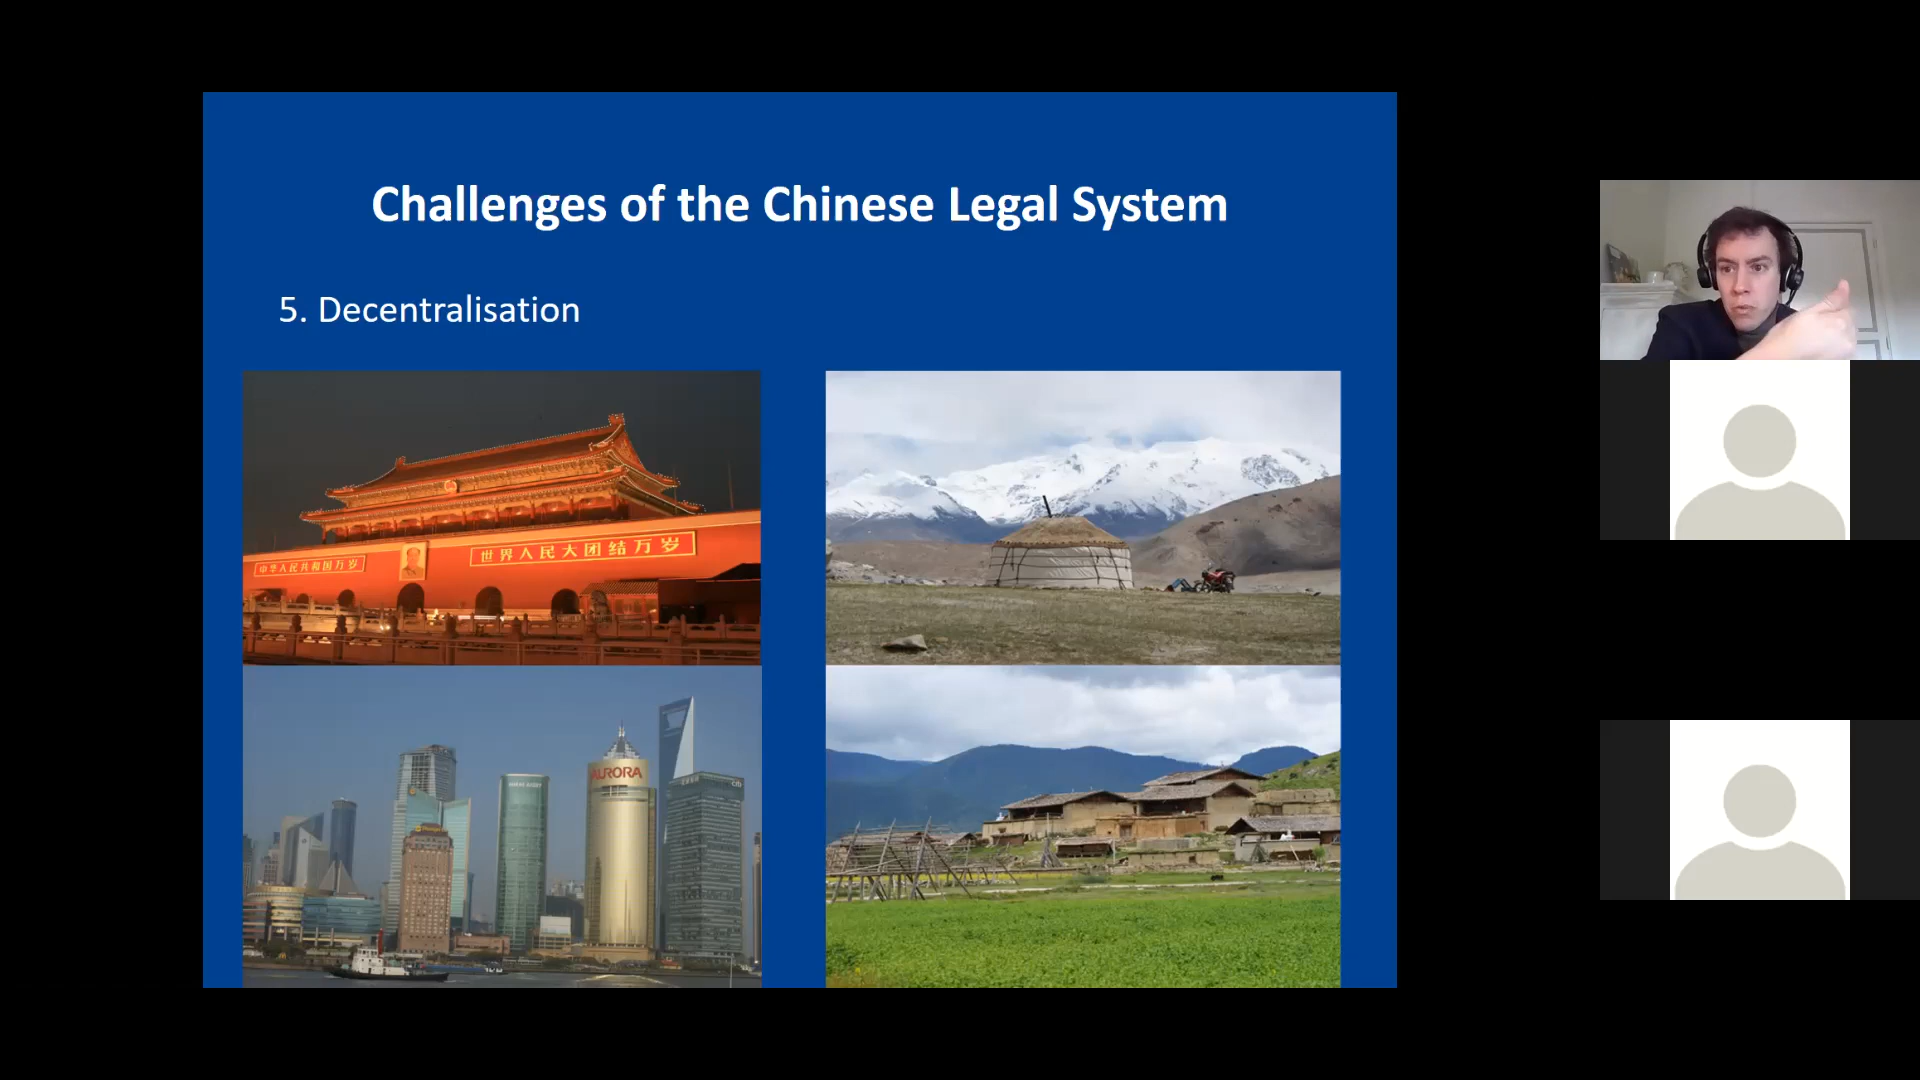 Challenges of the Chinese Legal System
5. Decentralisation
中华人民共和国万岁
世界人民大团结万岁
AURORA
citi